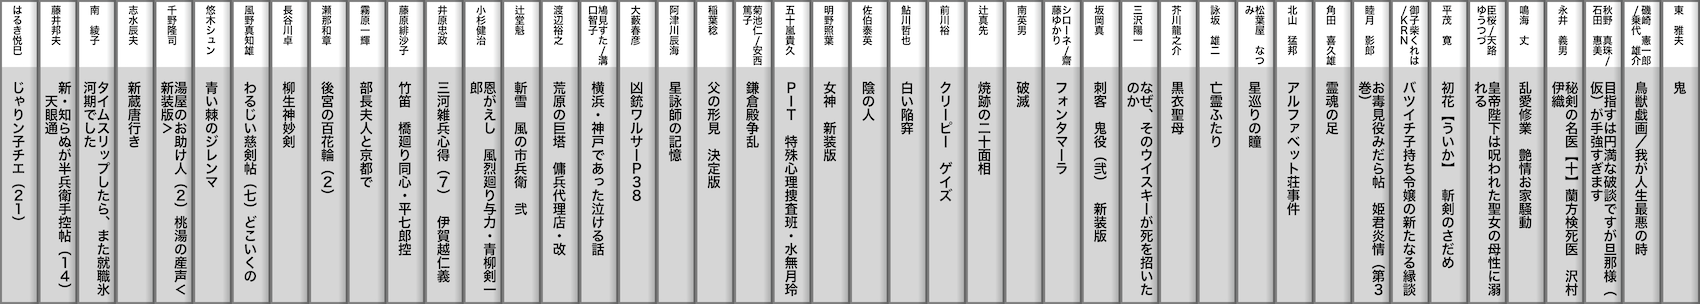 東　雅夫
鬼
磯崎　憲一郎
/乗代　雄介
鳥獣戯画／我が人生最悪の時
秋野　真珠/
石田　惠美
目指すは円満な破談ですが旦那様（
仮）が手強すぎます
永井　義男
秘剣の名医【十】蘭方検死医　沢村
伊織
鳴海　丈
乱愛修業　艶情お家騒動
臣桜/天路
ゆうつづ
皇帝陛下は呪われた聖女の母性に溺
れる
平茂　寛
初花【ういか】　斬剣のさだめ
御子柴くれは
/ＫＲＮ
バツイチ子持ち令嬢の新たなる縁談
睦月　影郎
お毒見役みだら帖　姫君炎情（第３
巻）
角田　喜久雄
霊魂の足
北山　猛邦
アルファベット荘事件
松葉屋　なつ
み
星巡りの瞳
詠坂　雄二
亡霊ふたり
芥川龍之介
黒衣聖母
三沢陽一
なぜ、そのウイスキーが死を招いた
のか
坂岡真
刺客　鬼役（弐）　新装版
シローネ/齋
藤ゆかり
フォンタマーラ
南英男
破滅
辻真先
焼跡の二十面相
前川裕
クリーピー　ゲイズ
鮎川哲也
白い陥穽
佐伯泰英
陰の人
明野照葉
女神　新装版
五十嵐貴久
ＰＩＴ　特殊心理捜査班・水無月玲
菊池仁/安西
篤子
鎌倉殿争乱
稲葉稔
父の形見　決定版
阿津川辰海
星詠師の記憶
大藪春彦
凶銃ワルサーＰ３８
鳩見すた/溝
口智子
横浜・神戸であった泣ける話
渡辺裕之
荒原の巨塔　傭兵代理店・改
辻堂魁
斬雪　風の市兵衛　弐
小杉健治
恩がえし　風烈廻り与力・青柳剣一
郎
井原忠政
三河雑兵心得（７）　伊賀越仁義
藤原緋沙子
竹笛　橋廻り同心・平七郎控
霧原一輝
部長夫人と京都で
瀬那和章
後宮の百花輪（２）
長谷川卓
柳生神妙剣
風野真知雄
わるじい慈剣帖（七）どこいくの
悠木シュン
青い棘のジレンマ
千野隆司
湯屋のお助け人（２）桃湯の産声＜
新装版＞
志水辰夫
新蔵唐行き
南　綾子
タイムスリップしたら、また就職氷
河期でした
藤井邦夫
新・知らぬが半兵衛手控帖（１４）
天眼通
はるき悦巳
じゃりン子チエ（２１）